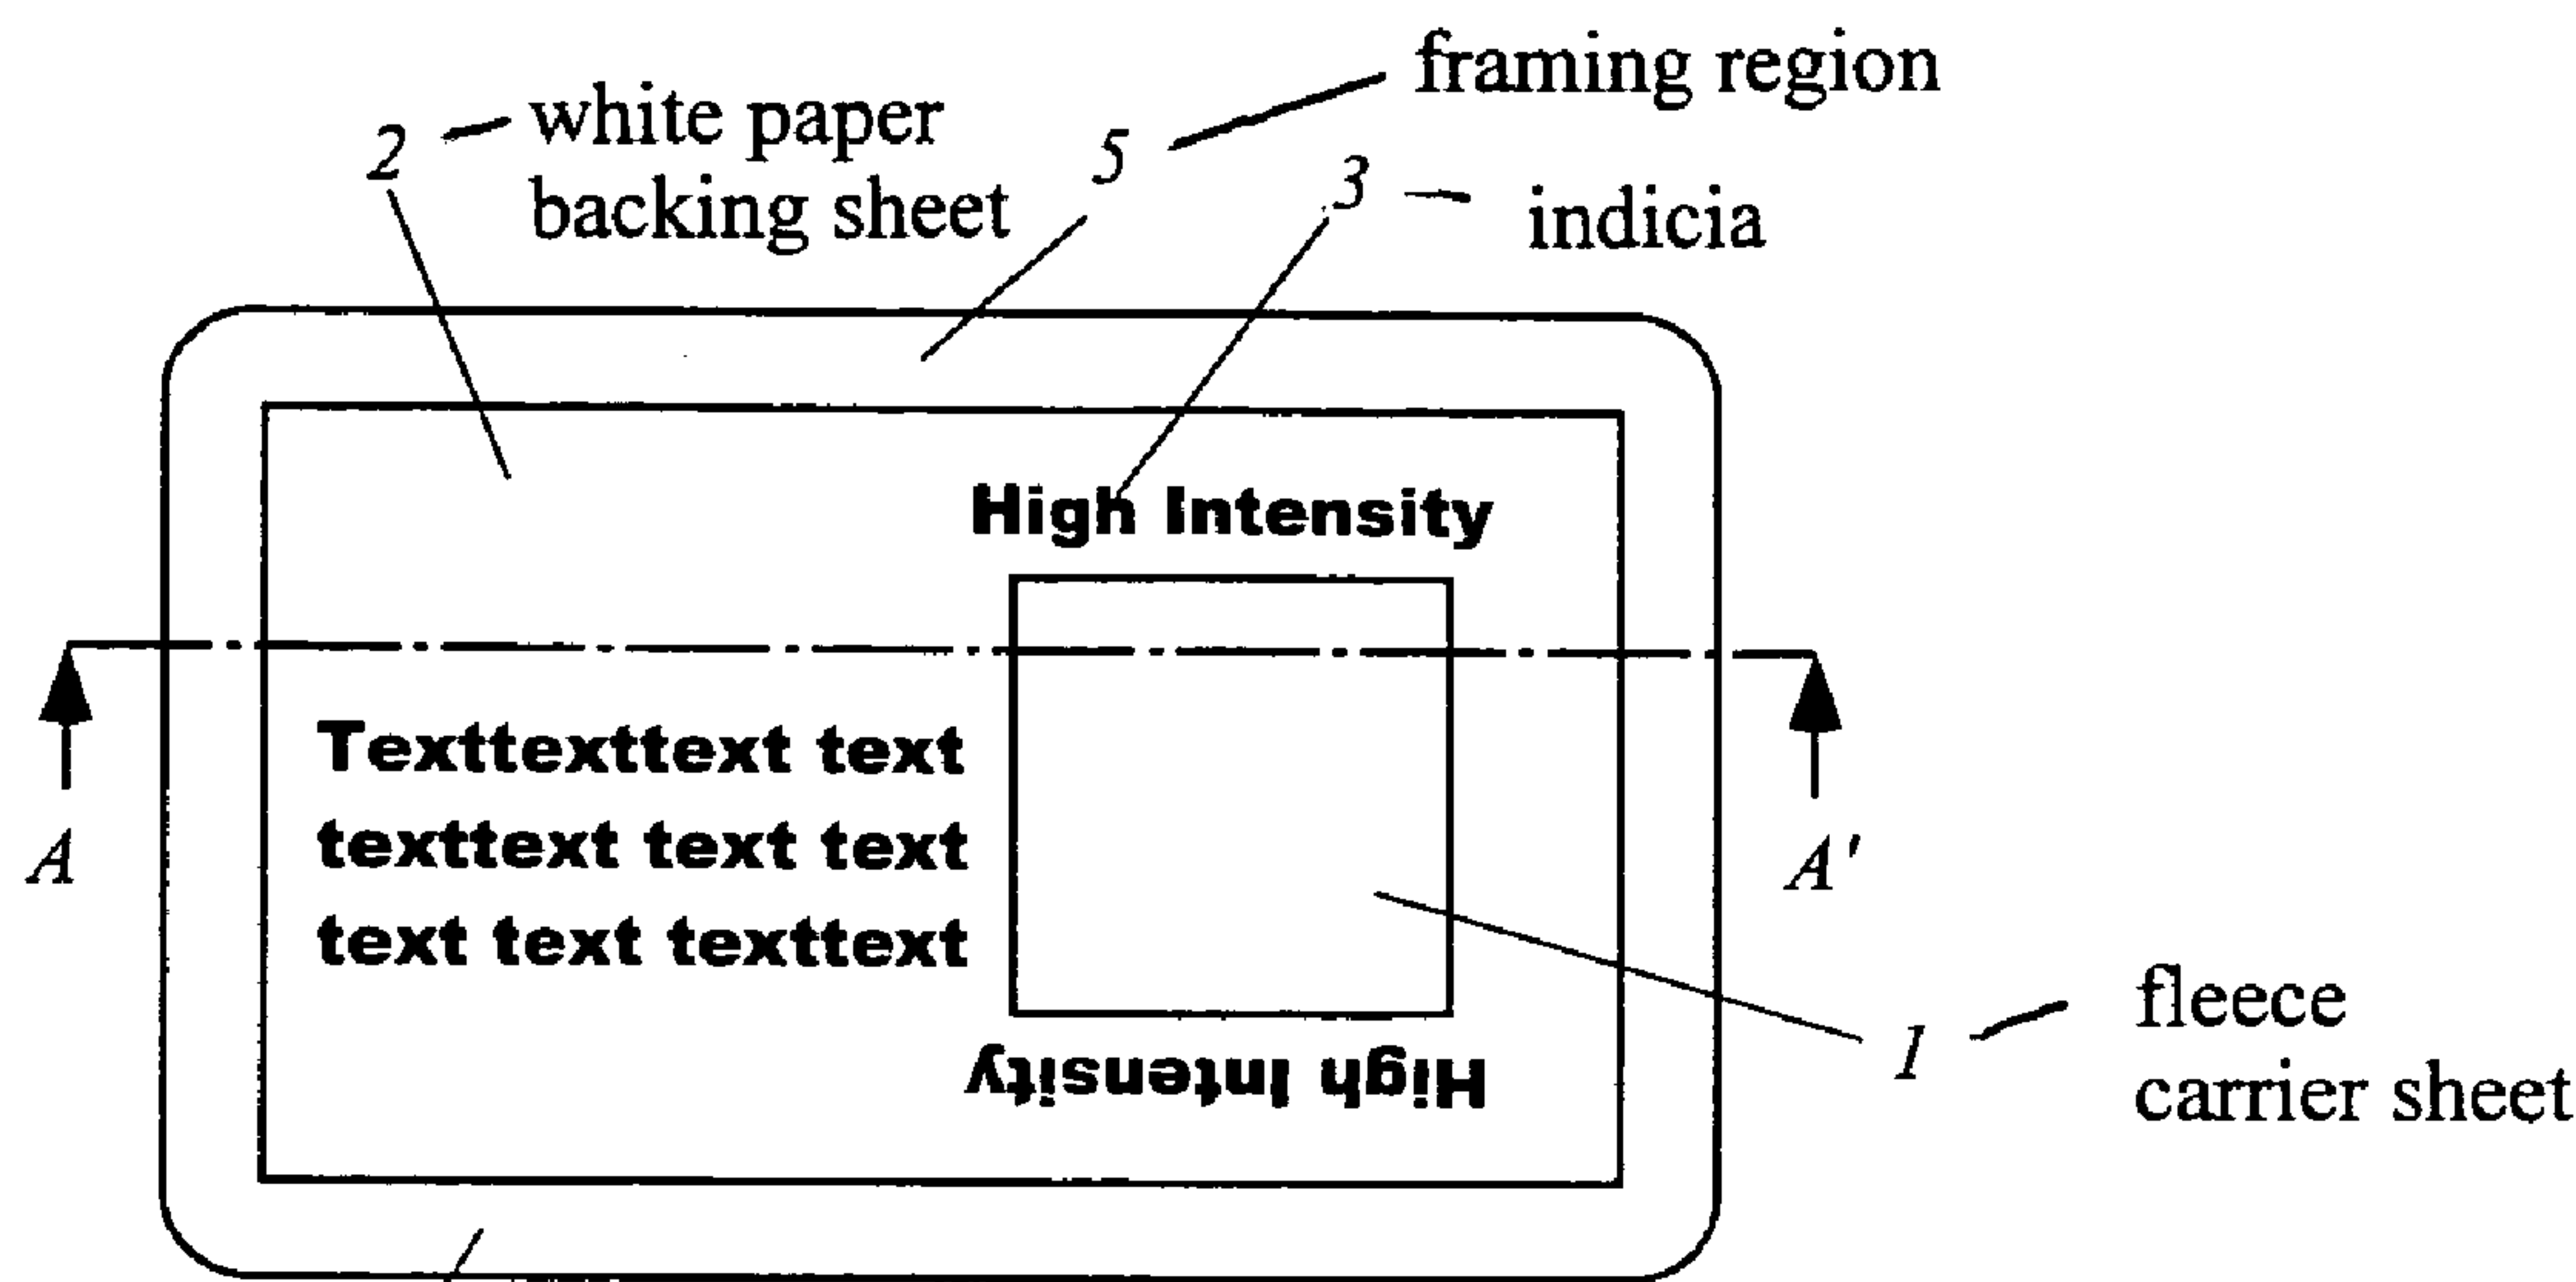 framing region
2 white paper
backing sheet
5
3 indicia
High Intensity
Texttexttext text
texttext text text
text text texttext
A
A'
1 fleece
carrier sheet
High Intensity